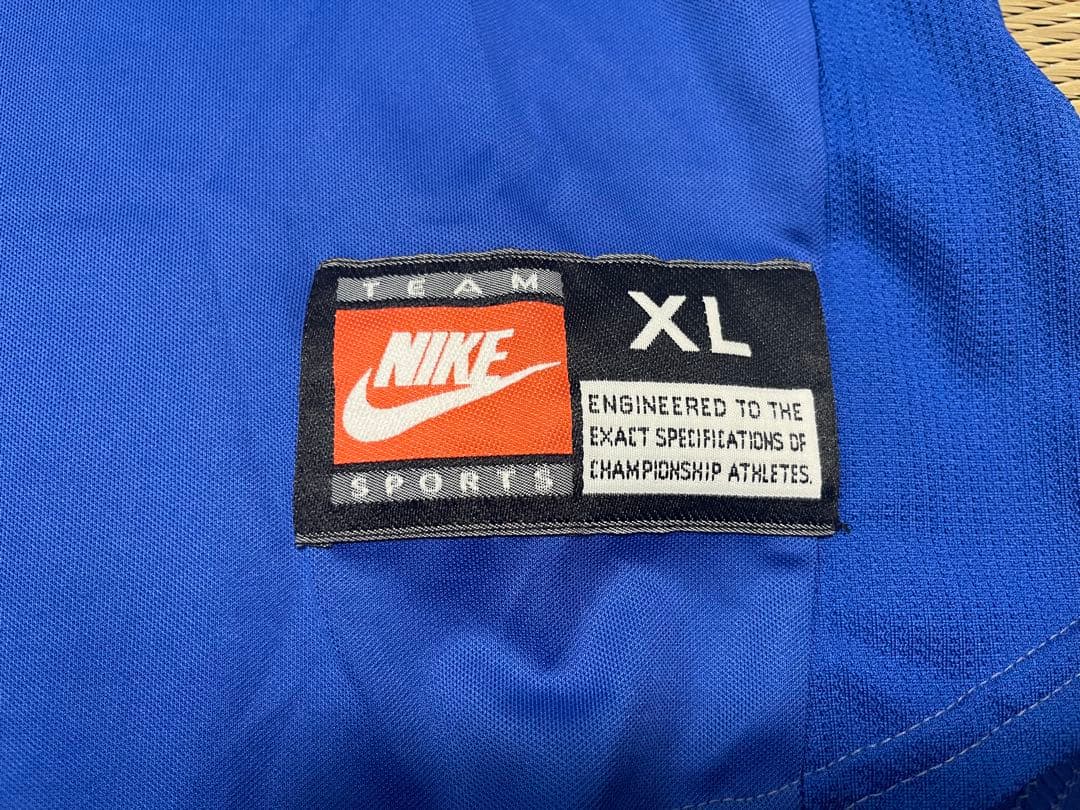 TEAM
NIKE
SPORTS
XL
ENGINEERED TO THE
EXACT SPECIFICATIONS OF
CHAMPIONSHIP ATHLETES.